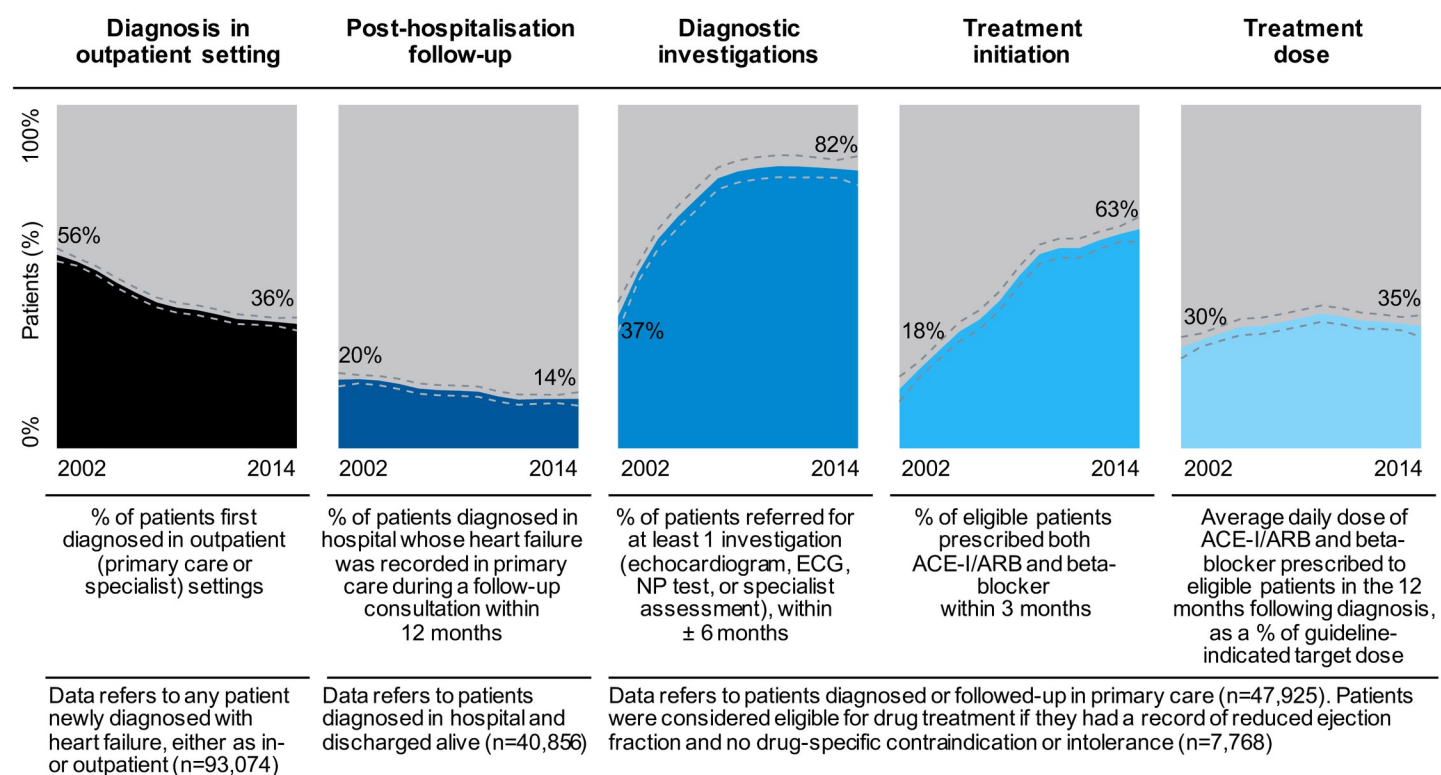 Diagnosis in
outpatient setting
Post-hospitalisation
follow-up
Diagnostic
investigations
Treatment
initiation
Treatment
dose
Patients (%)
100%
0%
56%
36%
2002
2014
20%
14%
2002
2014
37%
82%
2002
2014
18%
63%
2002
2014
30%
35%
2002
2014
% of patients first
diagnosed in outpatient
(primary care or
specialist) settings
% of patients diagnosed in
hospital whose heart failure
was recorded in primary
care during a follow-up
consultation within
12 months
% of patients referred for
at least 1 investigation
(echocardiogram, ECG,
NP test, or specialist
assessment), within
± 6 months
% of eligible patients
prescribed both
ACE-I/ARB and beta-
blocker
within 3 months
Average daily dose of
ACE-I/ARB and beta-
blocker prescribed to
eligible patients in the 12
months following diagnosis,
as a % of guideline-
indicated target dose
Data refers to any patient
newly diagnosed with
heart failure, either as in-
or outpatient (n=93,074)
Data refers to patients
diagnosed in hospital and
discharged alive (n=40,856)
Data refers to patients diagnosed or followed-up in primary care (n=47,925). Patients
were considered eligible for drug treatment if they had a record of reduced ejection
fraction and no drug-specific contraindication or intolerance (n=7,768)